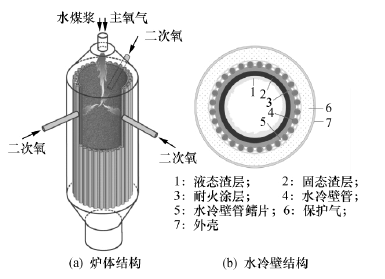 水煤浆 主氧气
二次氧
二次氧
二次氧
1
2
3
4
5
6
7
1：液态渣层； 2：固态渣层；
3：耐火涂层； 4：水冷壁管；
5：水冷壁管鳍片； 6：保护气；
7：外壳
(a) 炉体结构 (b) 水冷壁结构